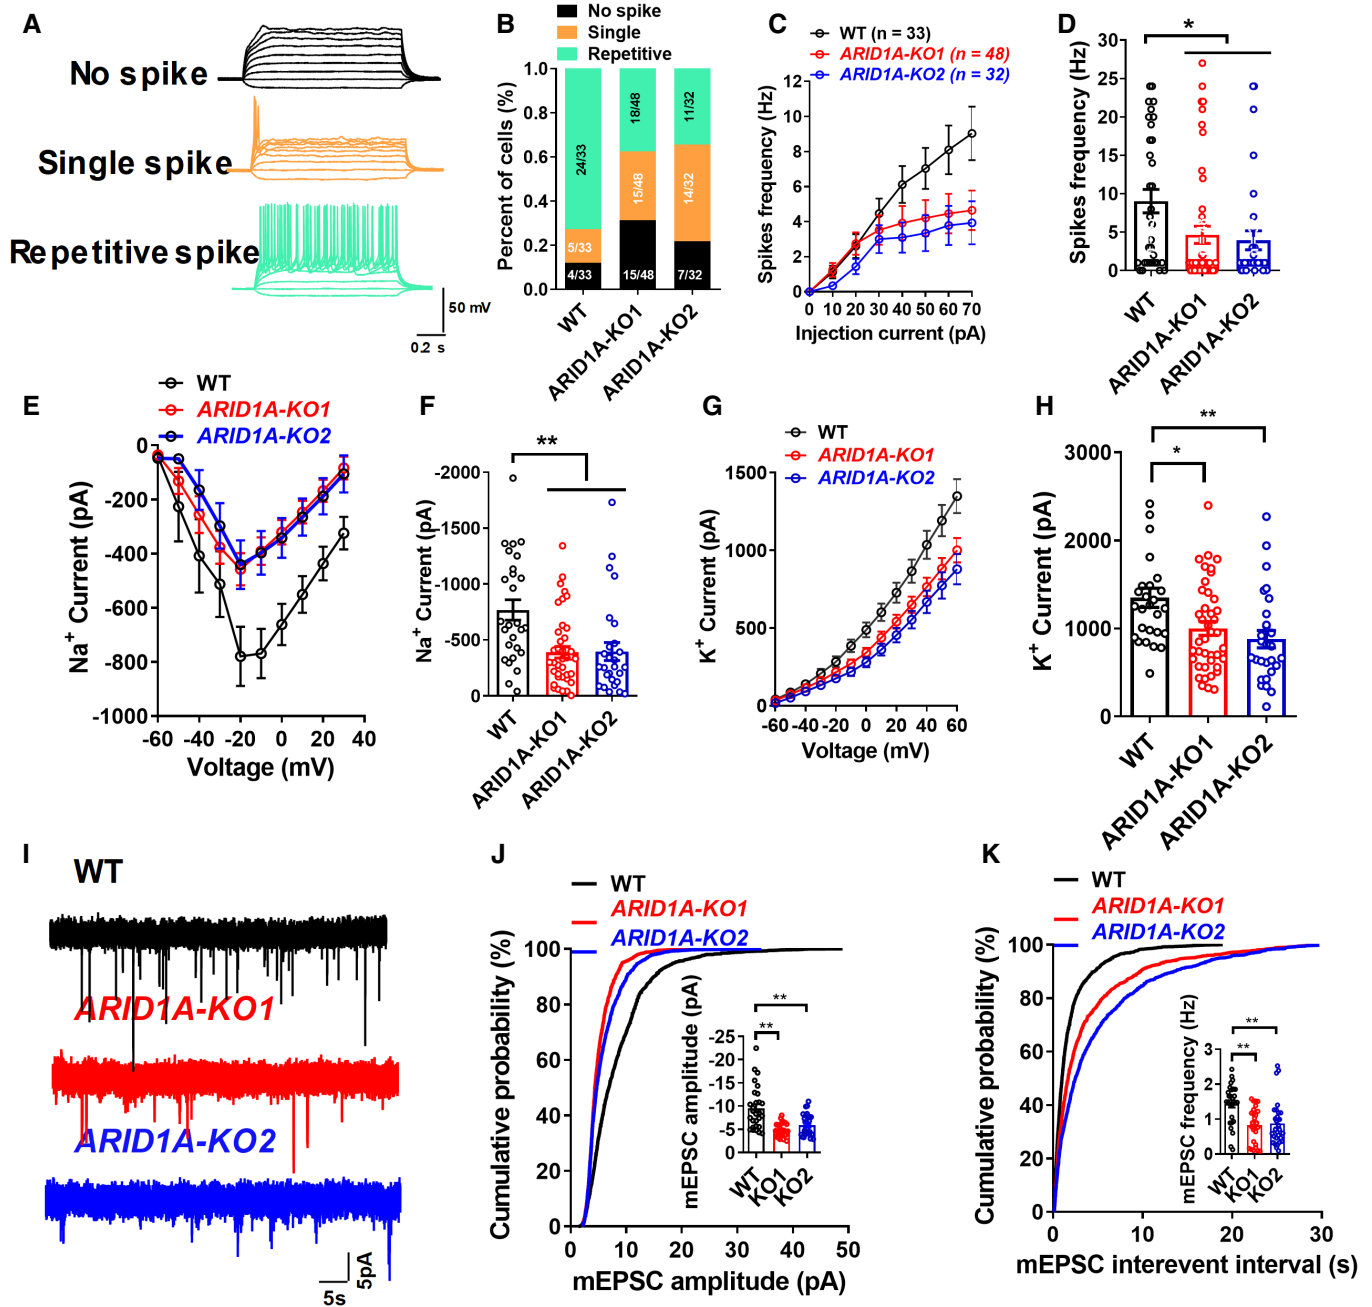 A
No spike
Single spike
Repetitive spike
50 mV
0.2 s
B
No spike
Single
Repetitive
Percent of cells (%)
1.0
0.8
0.6
0.4
0.2
0.0
24/33
5/33
4/33
18/48
15/48
15/48
11/32
14/32
7/32
WT
ARID1A-KO1
ARID1A-KO2
C
WT (n = 33)
ARID1A-KO1 (n = 48)
ARID1A-KO2 (n = 32)
Spikes frequency (Hz)
12
10
8
6
4
2
0
0 10 20 30 40 50 60 70
Injection current (pA)
D
*
Spikes frequency (Hz)
30
25
20
15
10
5
0
WT
ARID1A-KO1
ARID1A-KO2
E
WT
ARID1A-KO1
ARID1A-KO2
Na+ Current (pA)
0
-200
-400
-600
-800
-1000
-60 -40 -20 0 20 40
Voltage (mV)
F
**
Na+ Current (pA)
-2000
-1500
-1000
-500
0
WT
ARID1A-KO1
ARID1A-KO2
G
WT
ARID1A-KO1
ARID1A-KO2
K+ Current (pA)
1500
1000
500
0
-60 -40 -20 0 20 40 60
Voltage (mV)
H
**
*
K+ Current (pA)
3000
2000
1000
0
WT
ARID1A-KO1
ARID1A-KO2
I
WT
ARID1A-KO1
ARID1A-KO2
5pA
5s
J
WT
ARID1A-KO1
ARID1A-KO2
Cumulative probability (%)
100
80
60
40
20
0
0 10 20 30 40 50
mEPSC amplitude (pA)
mEPSC amplitude (pA)
-25
-20
-15
-10
-5
0
**
**
WT
KO1
KO2
K
WT
ARID1A-KO1
ARID1A-KO2
Cumulative probability (%)
100
80
60
40
20
0
0 10 20 30
mEPSC interevent interval (s)
mEPSC frequency (Hz)
3
2
1
0
**
**
WT
KO1
KO2